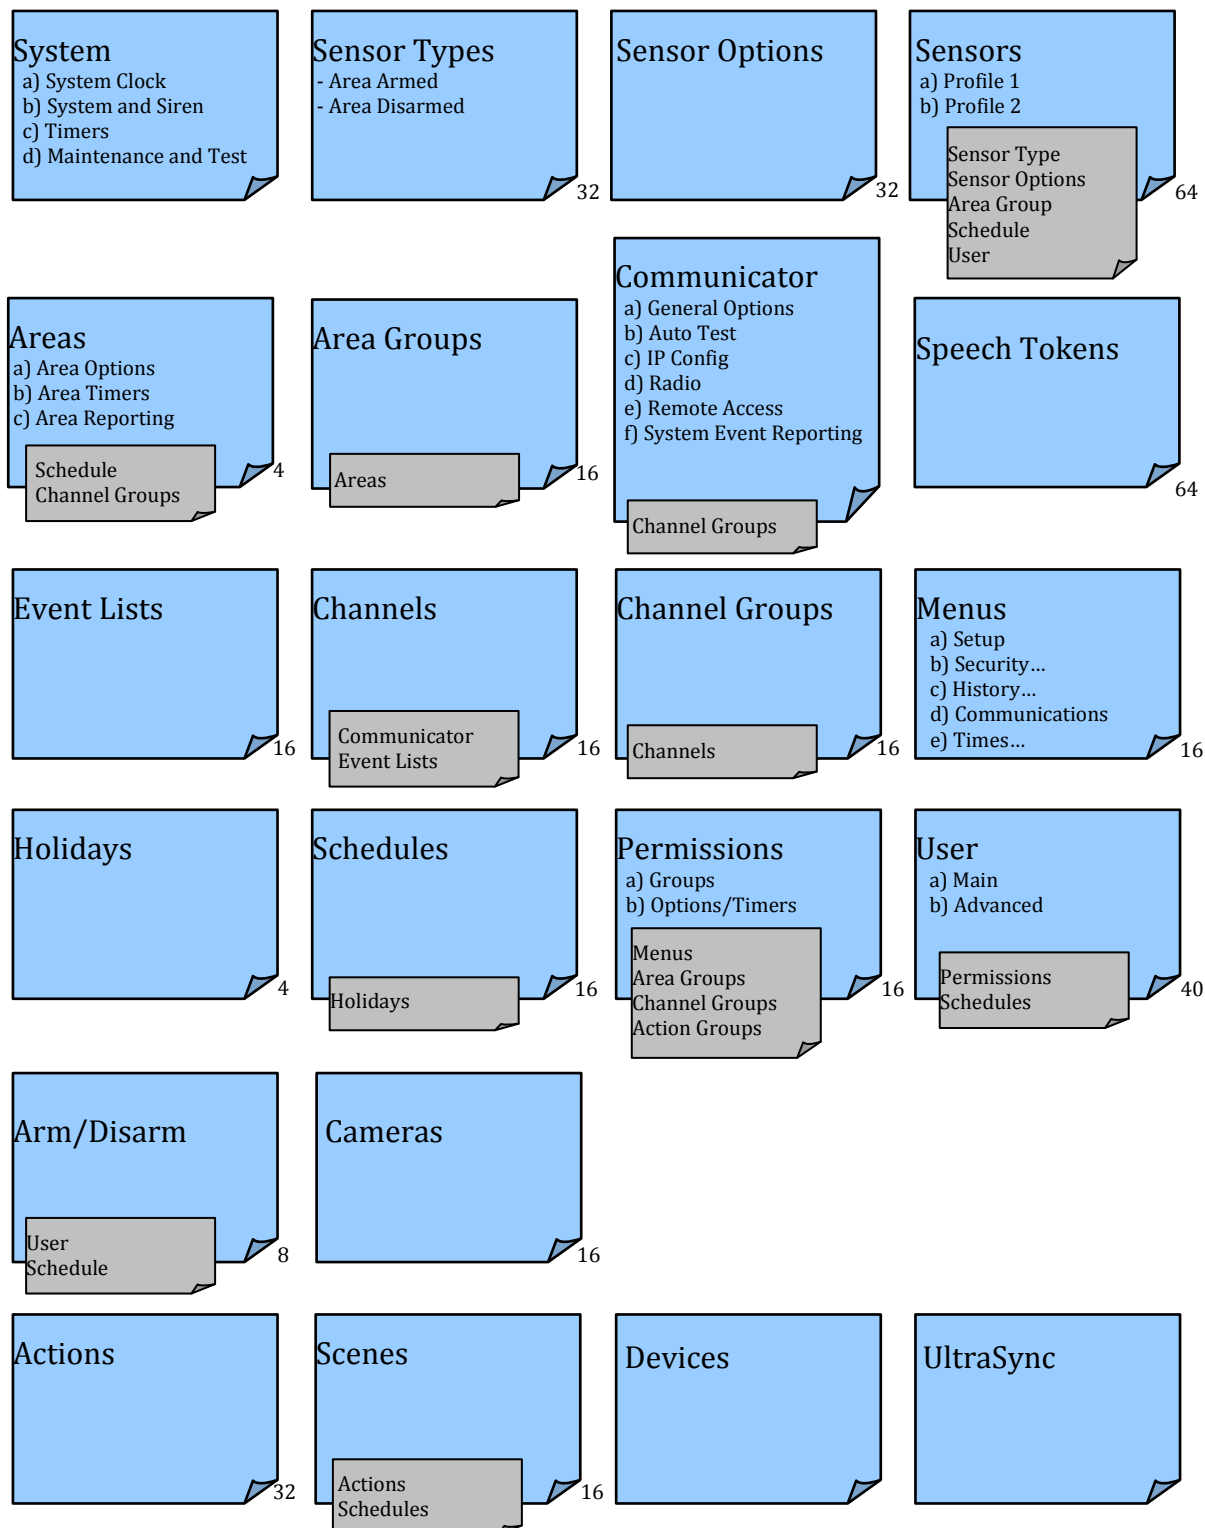 System
a) System Clock
b) System and Siren
c) Timers
d) Maintenance and Test
Sensor Types
- Area Armed
- Area Disarmed
32
Sensor Options
32
Sensors
a) Profile 1
b) Profile 2
Sensor Type
Sensor Options
Area Group
Schedule
User
64
Areas
a) Area Options
b) Area Timers
c) Area Reporting
Schedule
Channel Groups
4
Area Groups
Areas
16
Communicator
a) General Options
b) Auto Test
c) IP Config
d) Radio
e) Remote Access
f) System Event Reporting
Channel Groups
Speech Tokens
64
Event Lists
16
Channels
Communicator
Event Lists
16
Channel Groups
Channels
16
Menus
a) Setup
b) Security…
c) History…
d) Communications
e) Times…
16
Holidays
4
Schedules
Holidays
16
Permissions
a) Groups
b) Options/Timers
Menus
Area Groups
Channel Groups
Action Groups
16
User
a) Main
b) Advanced
Permissions
Schedules
40
Arm/Disarm
User
Schedule
8
Cameras
16
Actions
32
Scenes
Actions
Schedules
16
Devices
UltraSync